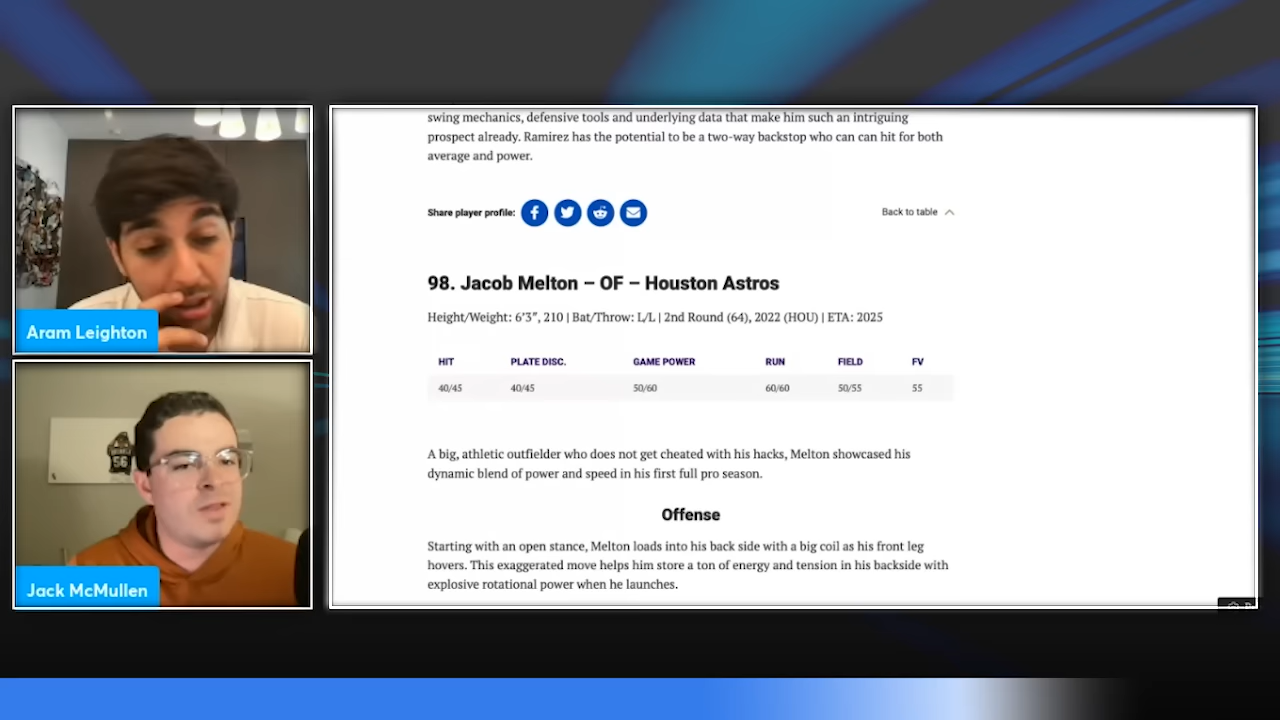 swing mechanics, defensive tools and underlying data that make him such an intriguing
prospect already. Ramirez has the potential to be a two-way backstop who can can hit for both
average and power.
Share player profile:
Back to table
98. Jacob Melton – OF – Houston Astros
Height/Weight: 6'3", 210 | Bat/Throw: L/L | 2nd Round (64), 2022 (HOU) | ETA: 2025
HIT PLATE DISC. GAME POWER RUN FIELD FV
40/45 40/45 50/60 60/60 50/55 55
A big, athletic outfielder who does not get cheated with his hacks, Melton showcased his
dynamic blend of power and speed in his first full pro season.
Offense
Starting with an open stance, Melton loads into his back side with a big coil as his front leg
hovers. This exaggerated move helps him store a ton of energy and tension in his backside with
explosive rotational power when he launches.
Aram Leighton
56
Jack McMullen